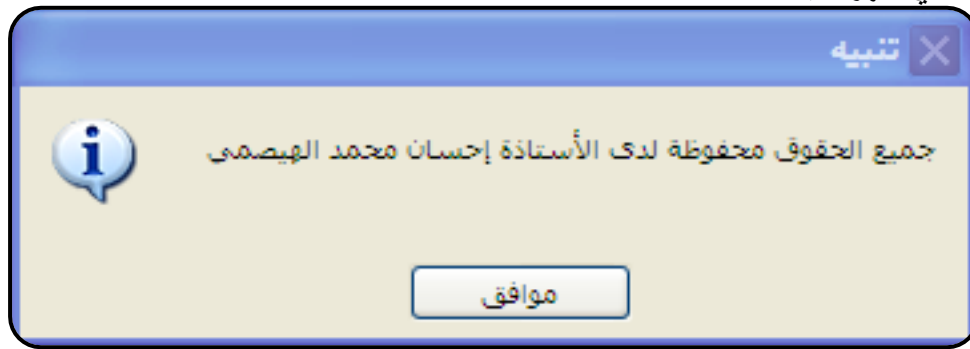 تنبيه
جميع الحقوق محفوظة لدى الأستاذة إحسان محمد الهيصمي
موافق